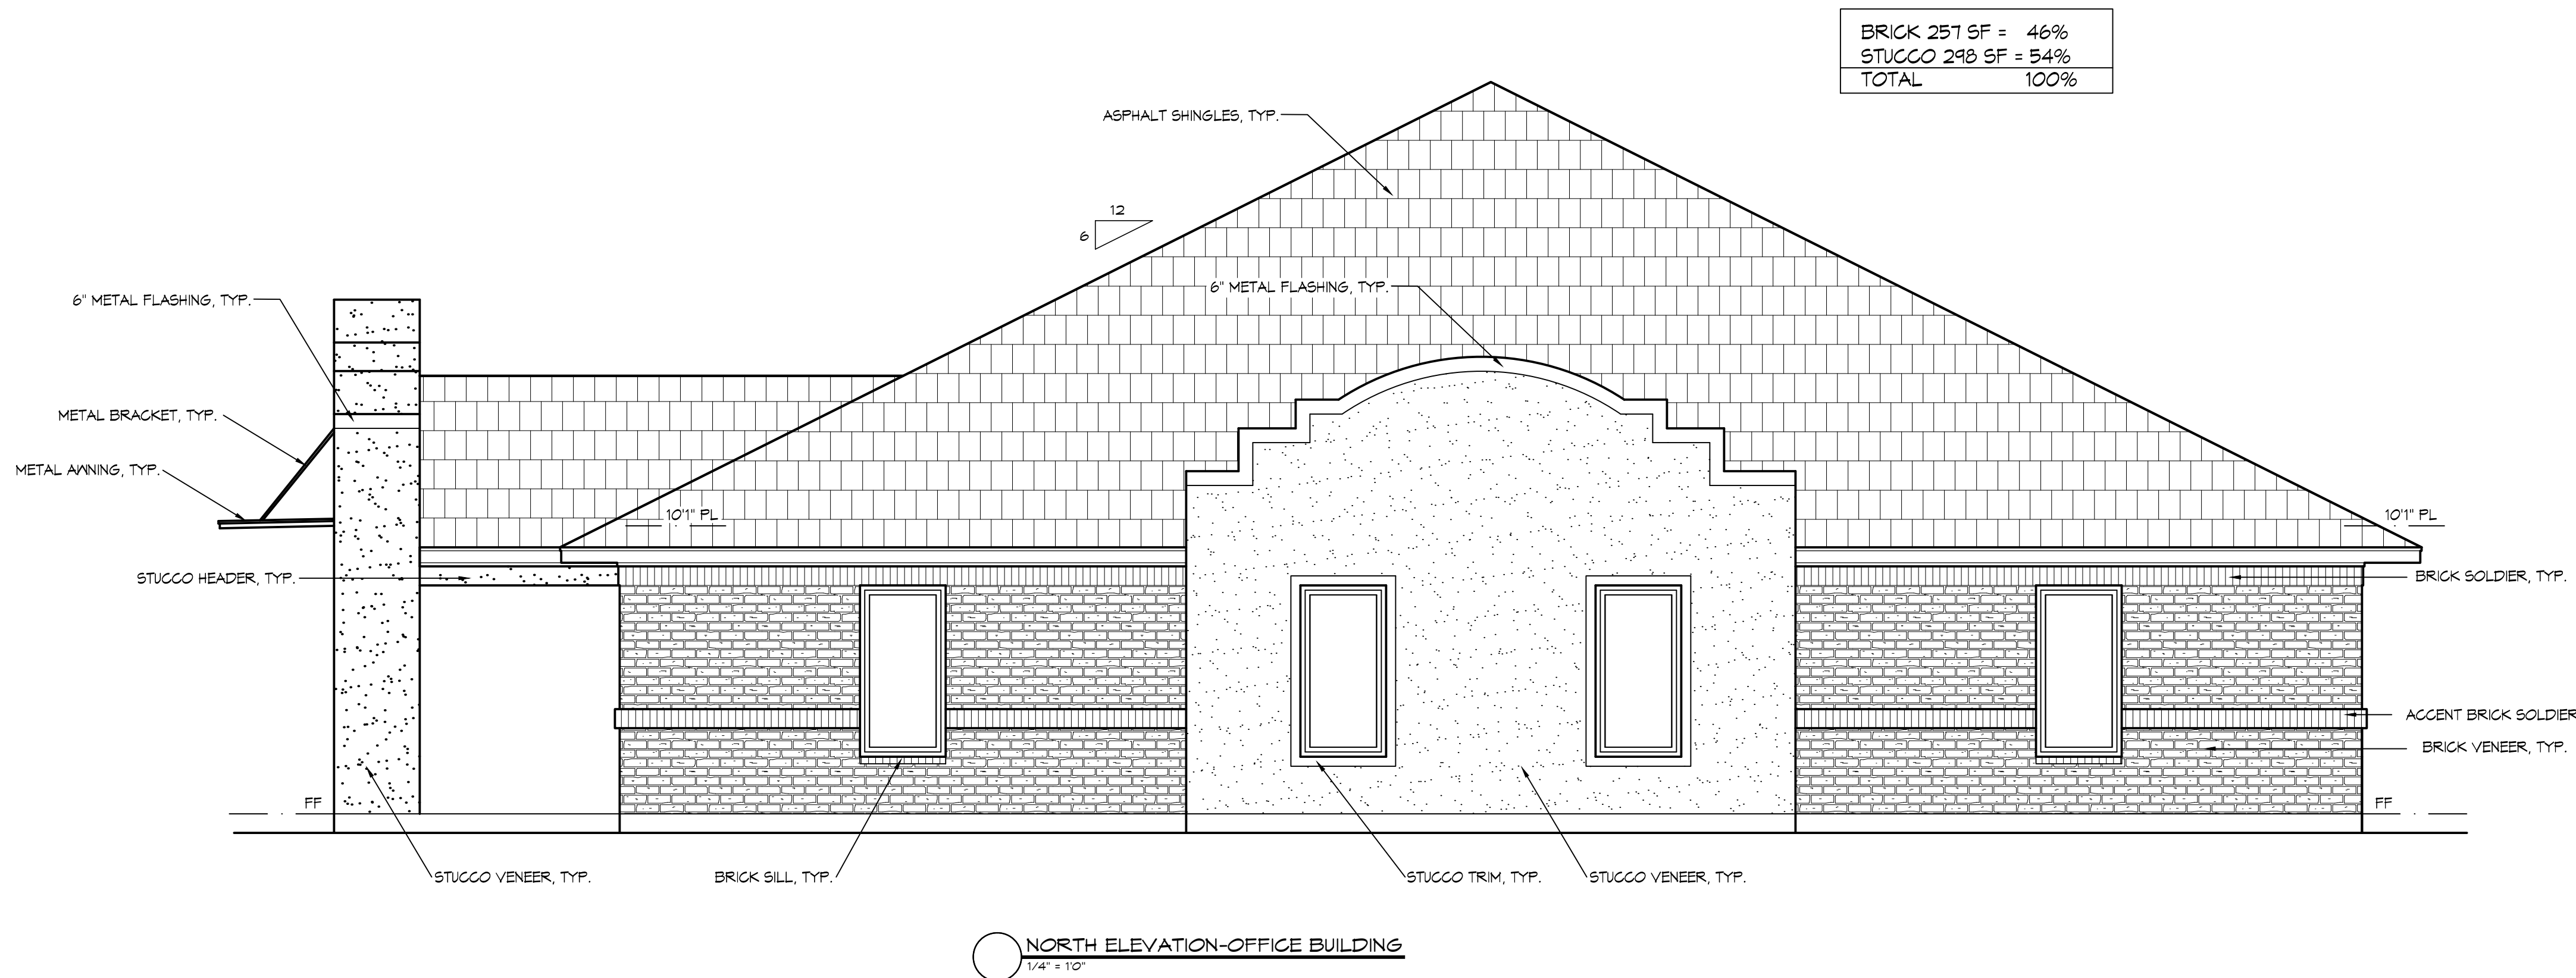 BRICK 257 SF = 46%
STUCCO 298 SF = 54%
TOTAL 100%
ASPHALT SHINGLES, TYP.
12
6
6" METAL FLASHING, TYP.
6" METAL FLASHING, TYP.
METAL BRACKET, TYP.
METAL AWNING, TYP.
10'1" PL
10'1" PL
STUCCO HEADER, TYP.
BRICK SOLDIER, TYP.
ACCENT BRICK SOLDIER
BRICK VENEER, TYP.
FF
FF
STUCCO VENEER, TYP.
BRICK SILL, TYP.
STUCCO TRIM, TYP.
STUCCO VENEER, TYP.
NORTH ELEVATION-OFFICE BUILDING
1/4" = 1'0"